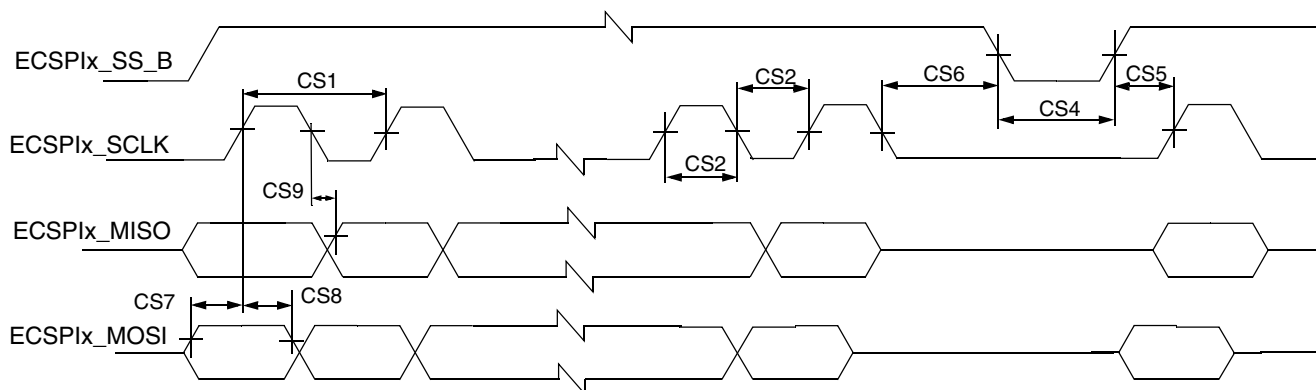 ECSPIx_SS_B
CS1
CS2
CS6
CS5
CS4
ECSPIx_SCLK
CS2
CS9
ECSPIx_MISO
CS7
CS8
ECSPIx_MOSI